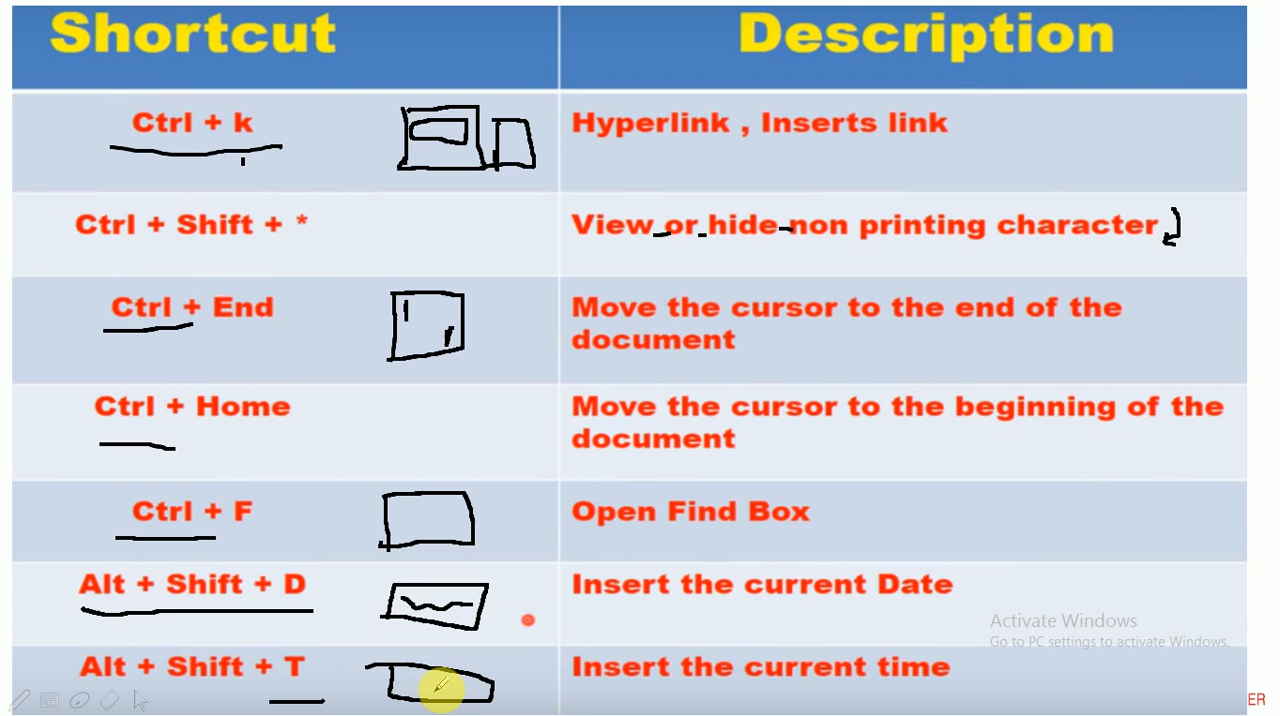 Shortcut Description
Ctrl + k Hyperlink , Inserts link
Ctrl + Shift + * View or hide non printing character
Ctrl + End Move the cursor to the end of the
document
Ctrl + Home Move the cursor to the beginning of the
document
Ctrl + F Open Find Box
Alt + Shift + D Insert the current Date
Activate Windows
Go to PC settings to activate Windows.
Alt + Shift + T Insert the current time
ER